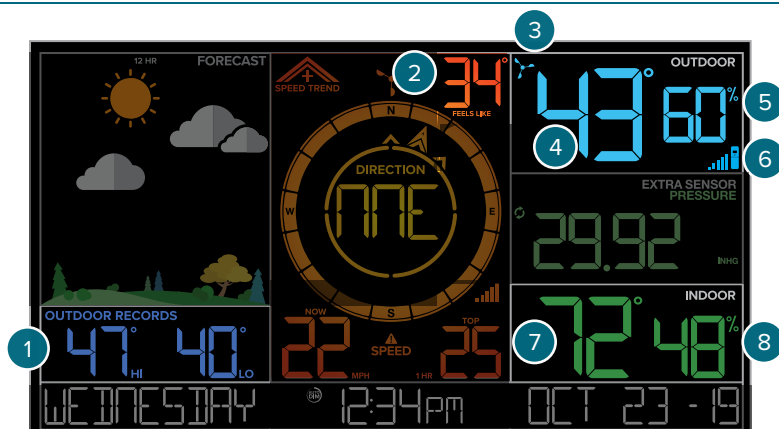 3
12 HR FORECAST
SPEED TREND
2
34°
FEELS LIKE
OUTDOOR
43°
60%
4
5
6
N
DIRECTION
NNE
W
E
S
EXTRA SENSOR
PRESSURE
29.92
INHG
1
OUTDOOR RECORDS
47° HI 40° LO
NOW
22 MPH
SPEED
TOP
1 HR 25
INDOOR
7
72°
48%
8
WEDNESDAY DIM 12:34PM OCT 23 -19